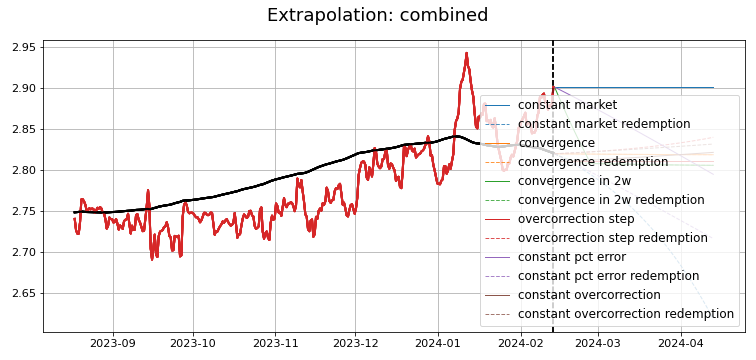 Extrapolation: combined
2.95
2.90
2.85
2.80
2.75
2.70
2.65
constant market
constant market redemption
convergence
convergence redemption
convergence in 2w
convergence in 2w redemption
overcorrection step
overcorrection step redemption
constant pct error
constant pct error redemption
constant overcorrection
constant overcorrection redemption
2023-09 2023-10 2023-11 2023-12 2024-01 2024-02 2024-03 2024-04